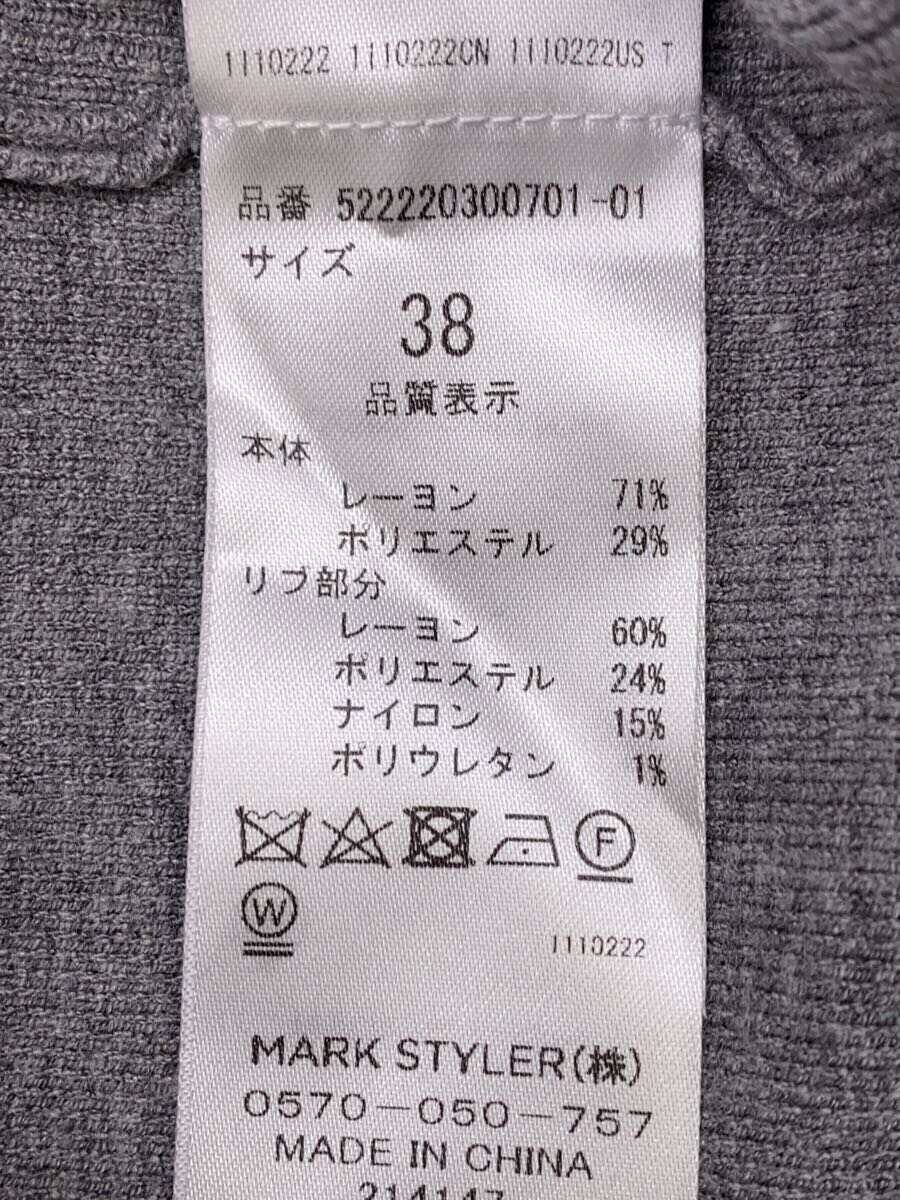 1110222 1110222CN 1110222US T
品番 522220300701-01
サイズ
38
品質表示
本体
レーヨン 71%
ポリエステル 29%
リブ部分
レーヨン 60%
ポリエステル 24%
ナイロン 15%
ポリウレタン 1%
F
W
1110222
MARK STYLER(株)
0570-050-757
MADE IN CHINA
214147